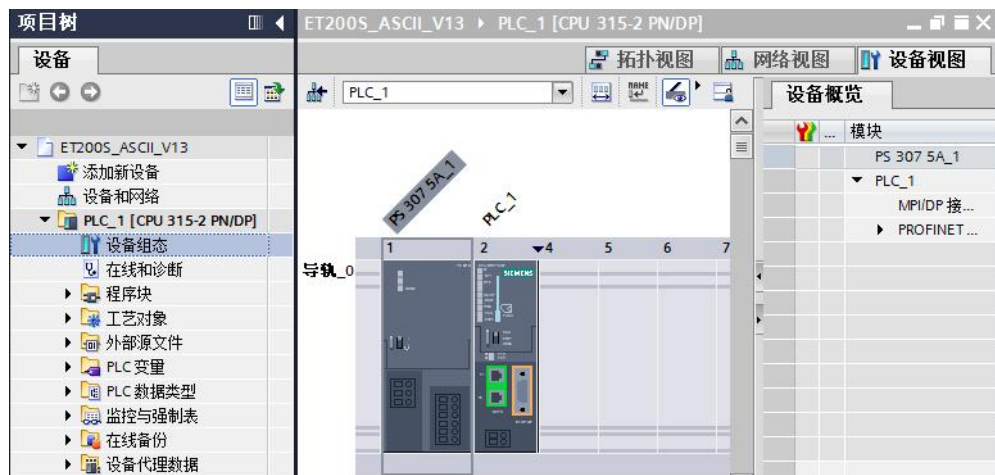 项目树
ET200S_ASCII_V13 ▸ PLC_1 [CPU 315-2 PN/DP]
设备
拓扑视图
网络视图
设备视图
PLC_1
NAME
设备概览
... 模块
ET200S_ASCII_V13
添加新设备
设备和网络
PLC_1 [CPU 315-2 PN/DP]
设备组态
在线和诊断
程序块
工艺对象
外部源文件
PLC 变量
PLC 数据类型
监控与强制表
在线备份
设备代理数据
PS 307 5A_1
PLC_1
1 2 4 5 6 7
导轨_0
SIEMENS
PS 307 5A_1
PLC_1
MPI/DP 接...
PROFINET...